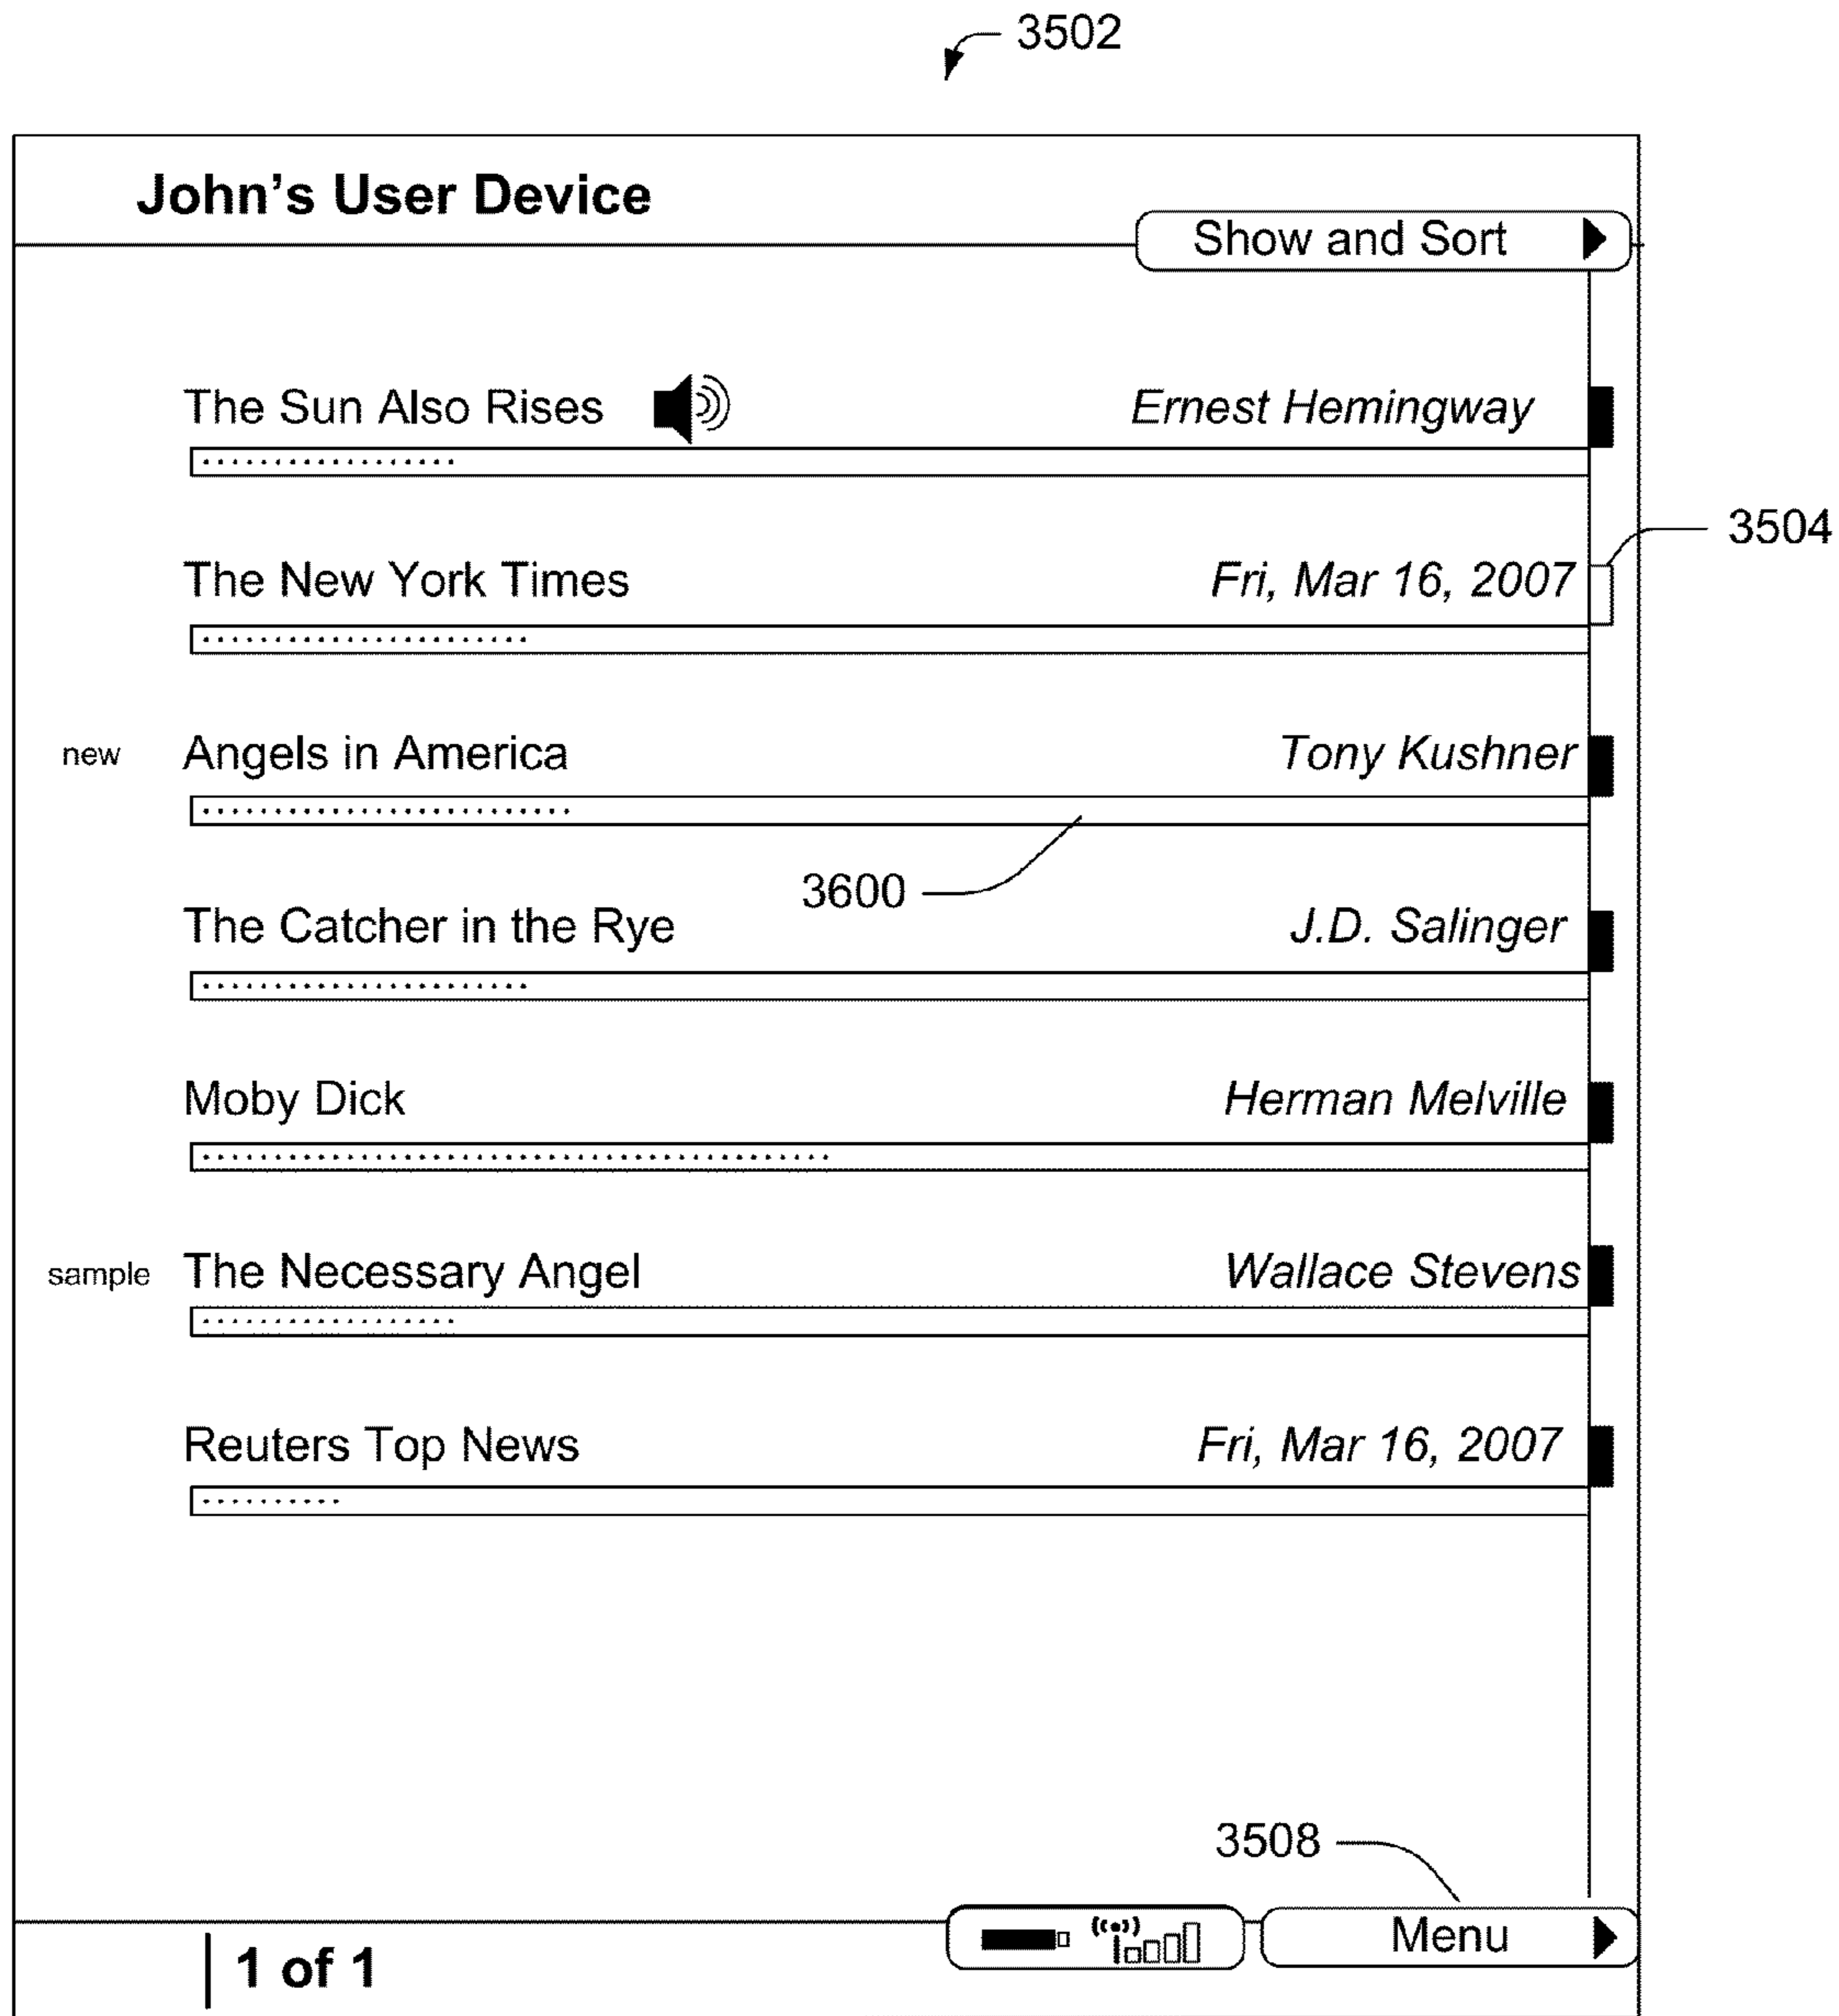 3502
John's User Device
Show and Sort
The Sun Also Rises Ernest Hemingway
3504
The New York Times Fri, Mar 16, 2007
new Angels in America Tony Kushner
3600
The Catcher in the Rye J.D. Salinger
Moby Dick Herman Melville
sample The Necessary Angel Wallace Stevens
Reuters Top News Fri, Mar 16, 2007
3508
Menu
1 of 1